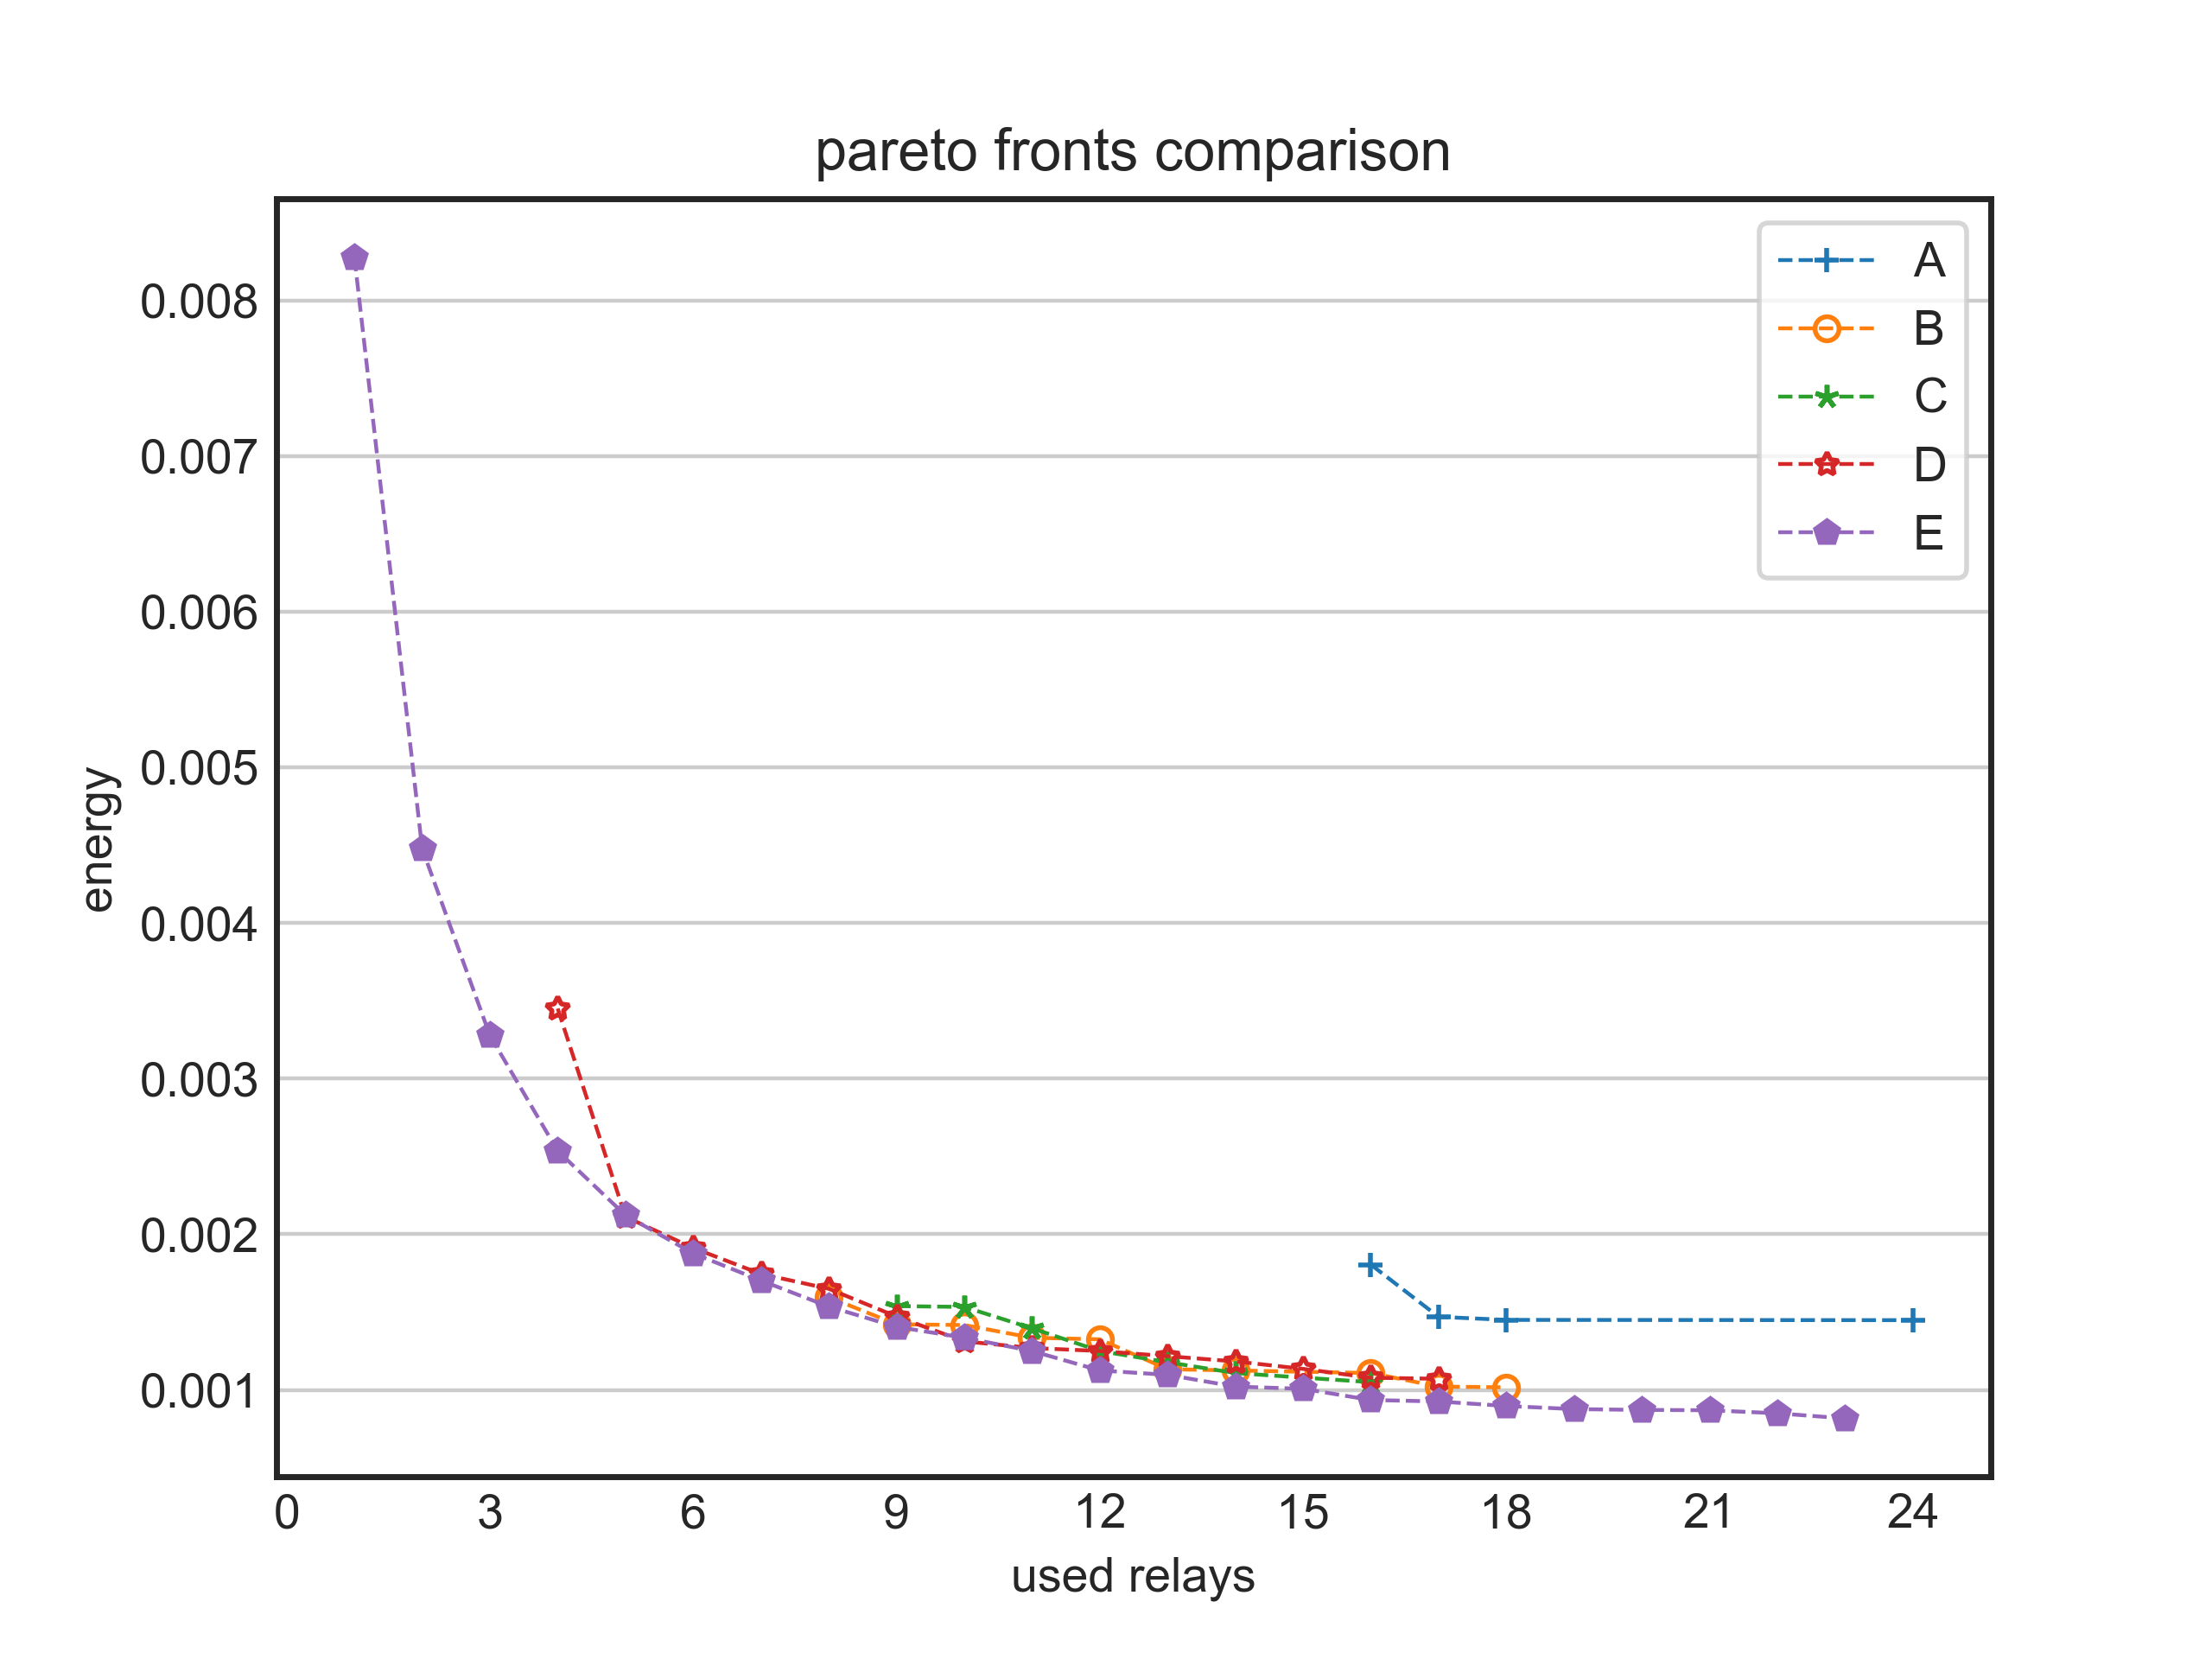 pareto fronts comparison
A
B
C
D
E
0.008
0.007
0.006
0.005
0.004
0.003
0.002
0.001
energy
0 3 6 9 12 15 18 21 24
used relays